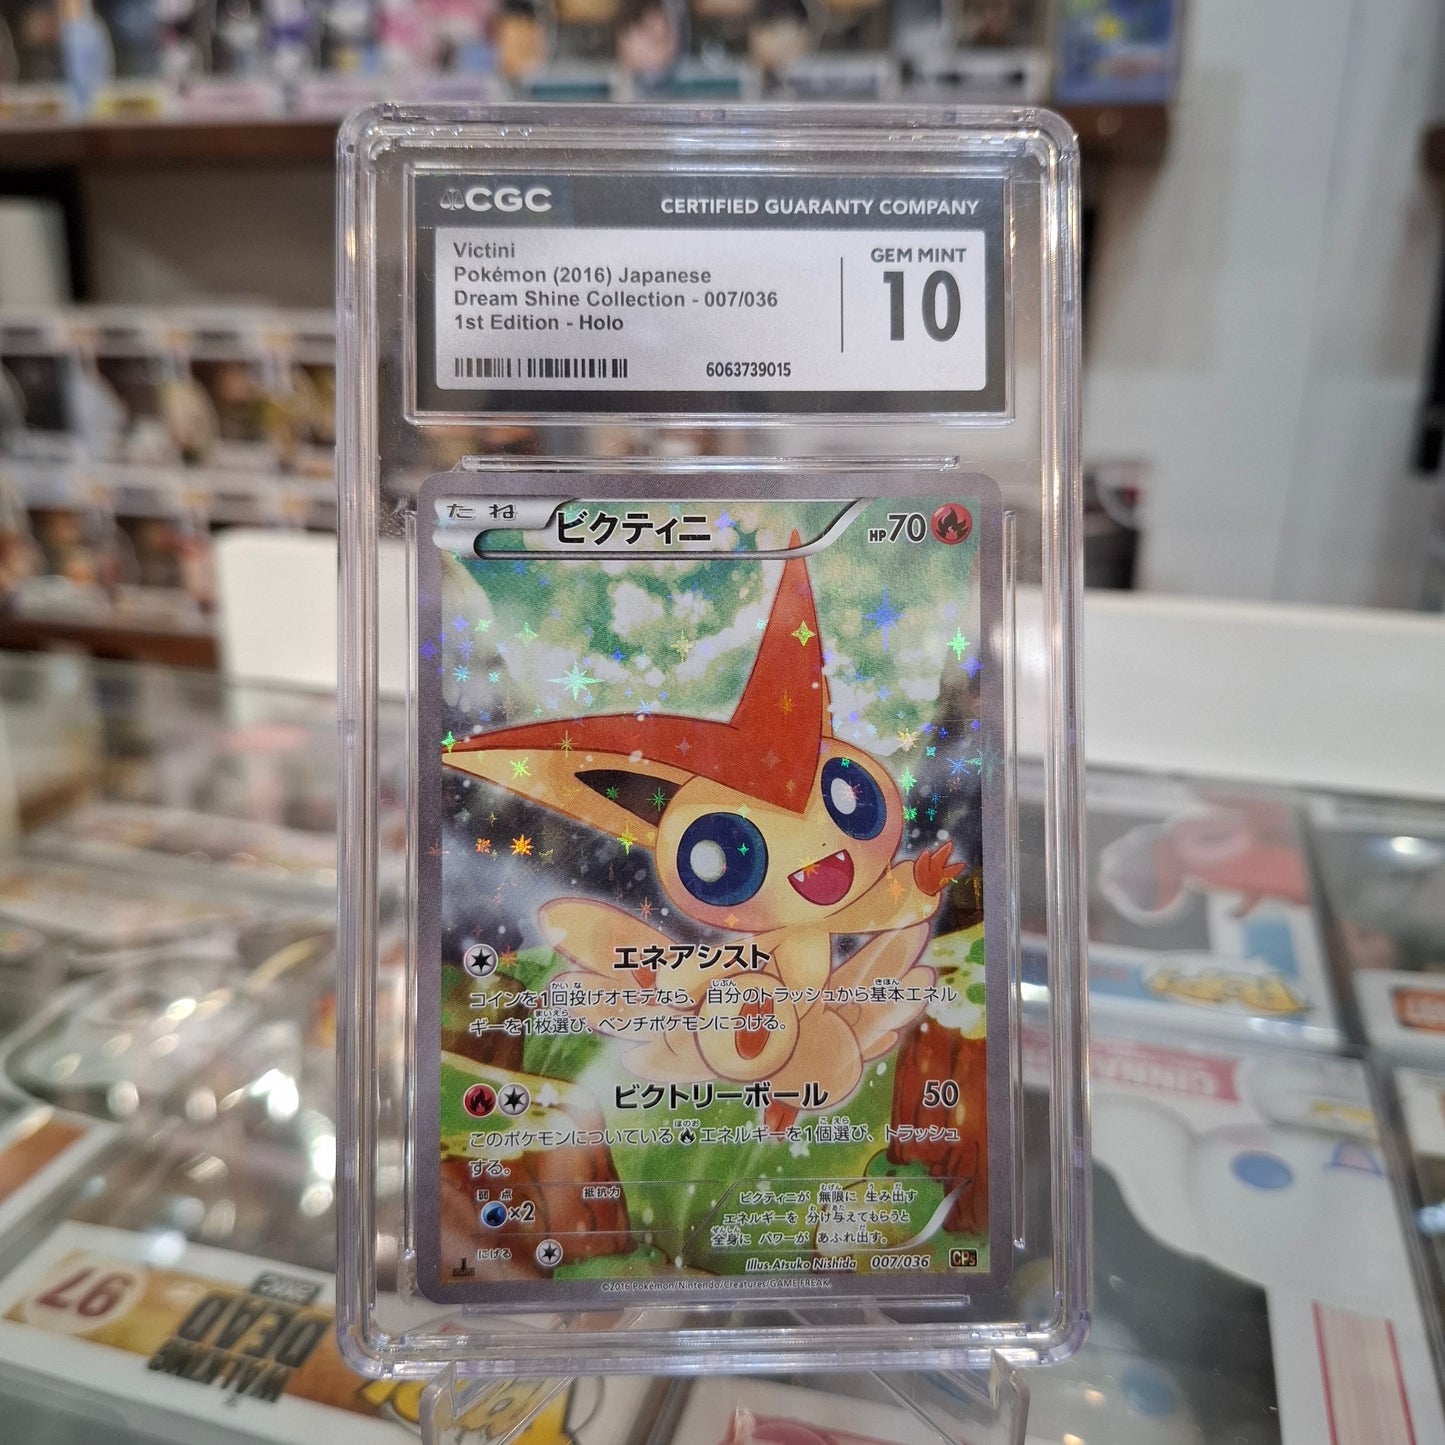 CGC
CERTIFIED GUARANTY COMPANY
Victini
Pokémon (2016) Japanese
Dream Shine Collection - 007/036
1st Edition - Holo
GEM MINT
10
6063739015
たね
ビクティニ
HP70
エネアシスト
コインを1回投げオモテなら、自分のトラッシュから基本エネル
ギーを1枚選び、ベンチポケモンにつける。
ビクトリーボール 50
このポケモンについている エネルギーを1個選び、トラッシュ
する。
弱点
×2
抵抗力
にげる
ビクティニが 無限に 生み出す
エネルギーを 分け与えてもらうと
全身に パワーが あふれ出す。
Illus. Atsuko Nishida 007/036 CP5
©2016 Pokémon/Nintendo/Creatures/GAME FREAK.
97
WALKING
DEAD